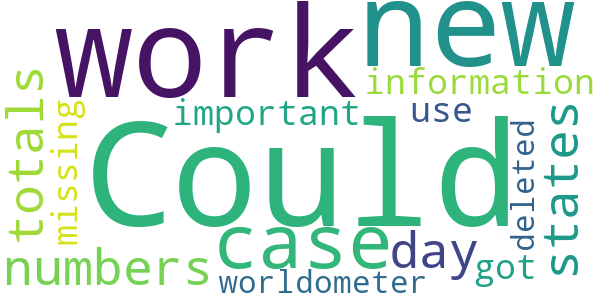 work
new
information
important
use
totals
missing
Could
deleted
states
case
day
numbers
got
worldometer